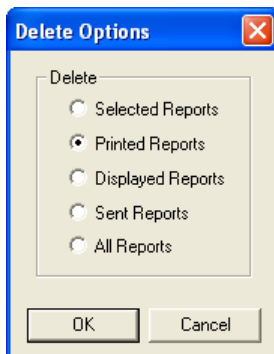 Delete Options
Delete
Selected Reports
Printed Reports
Displayed Reports
Sent Reports
All Reports
OK Cancel